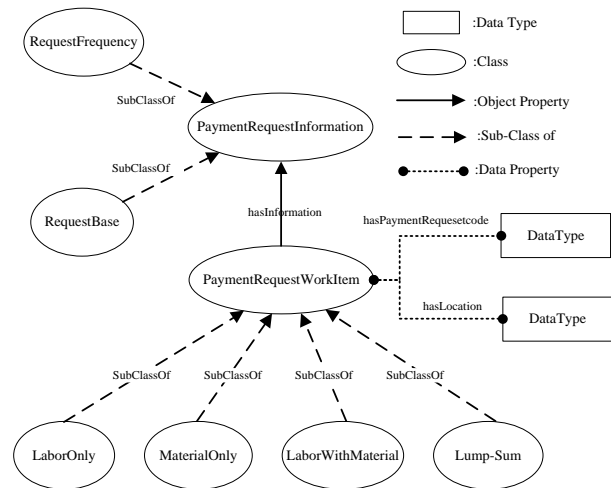 RequestFrequency
:Data Type
:Class
SubClassOf
:Object Property
PaymentRequestInformation
:Sub-Class of
SubClassOf
:Data Property
hasInformation
RequestBase
hasPaymentRequesetcode
DataType
PaymentRequestWorkItem
hasLocation
DataType
SubClassOf
SubClassOf
SubClassOf
SubClassOf
LaborOnly
MaterialOnly
LaborWithMaterial
Lump-Sum